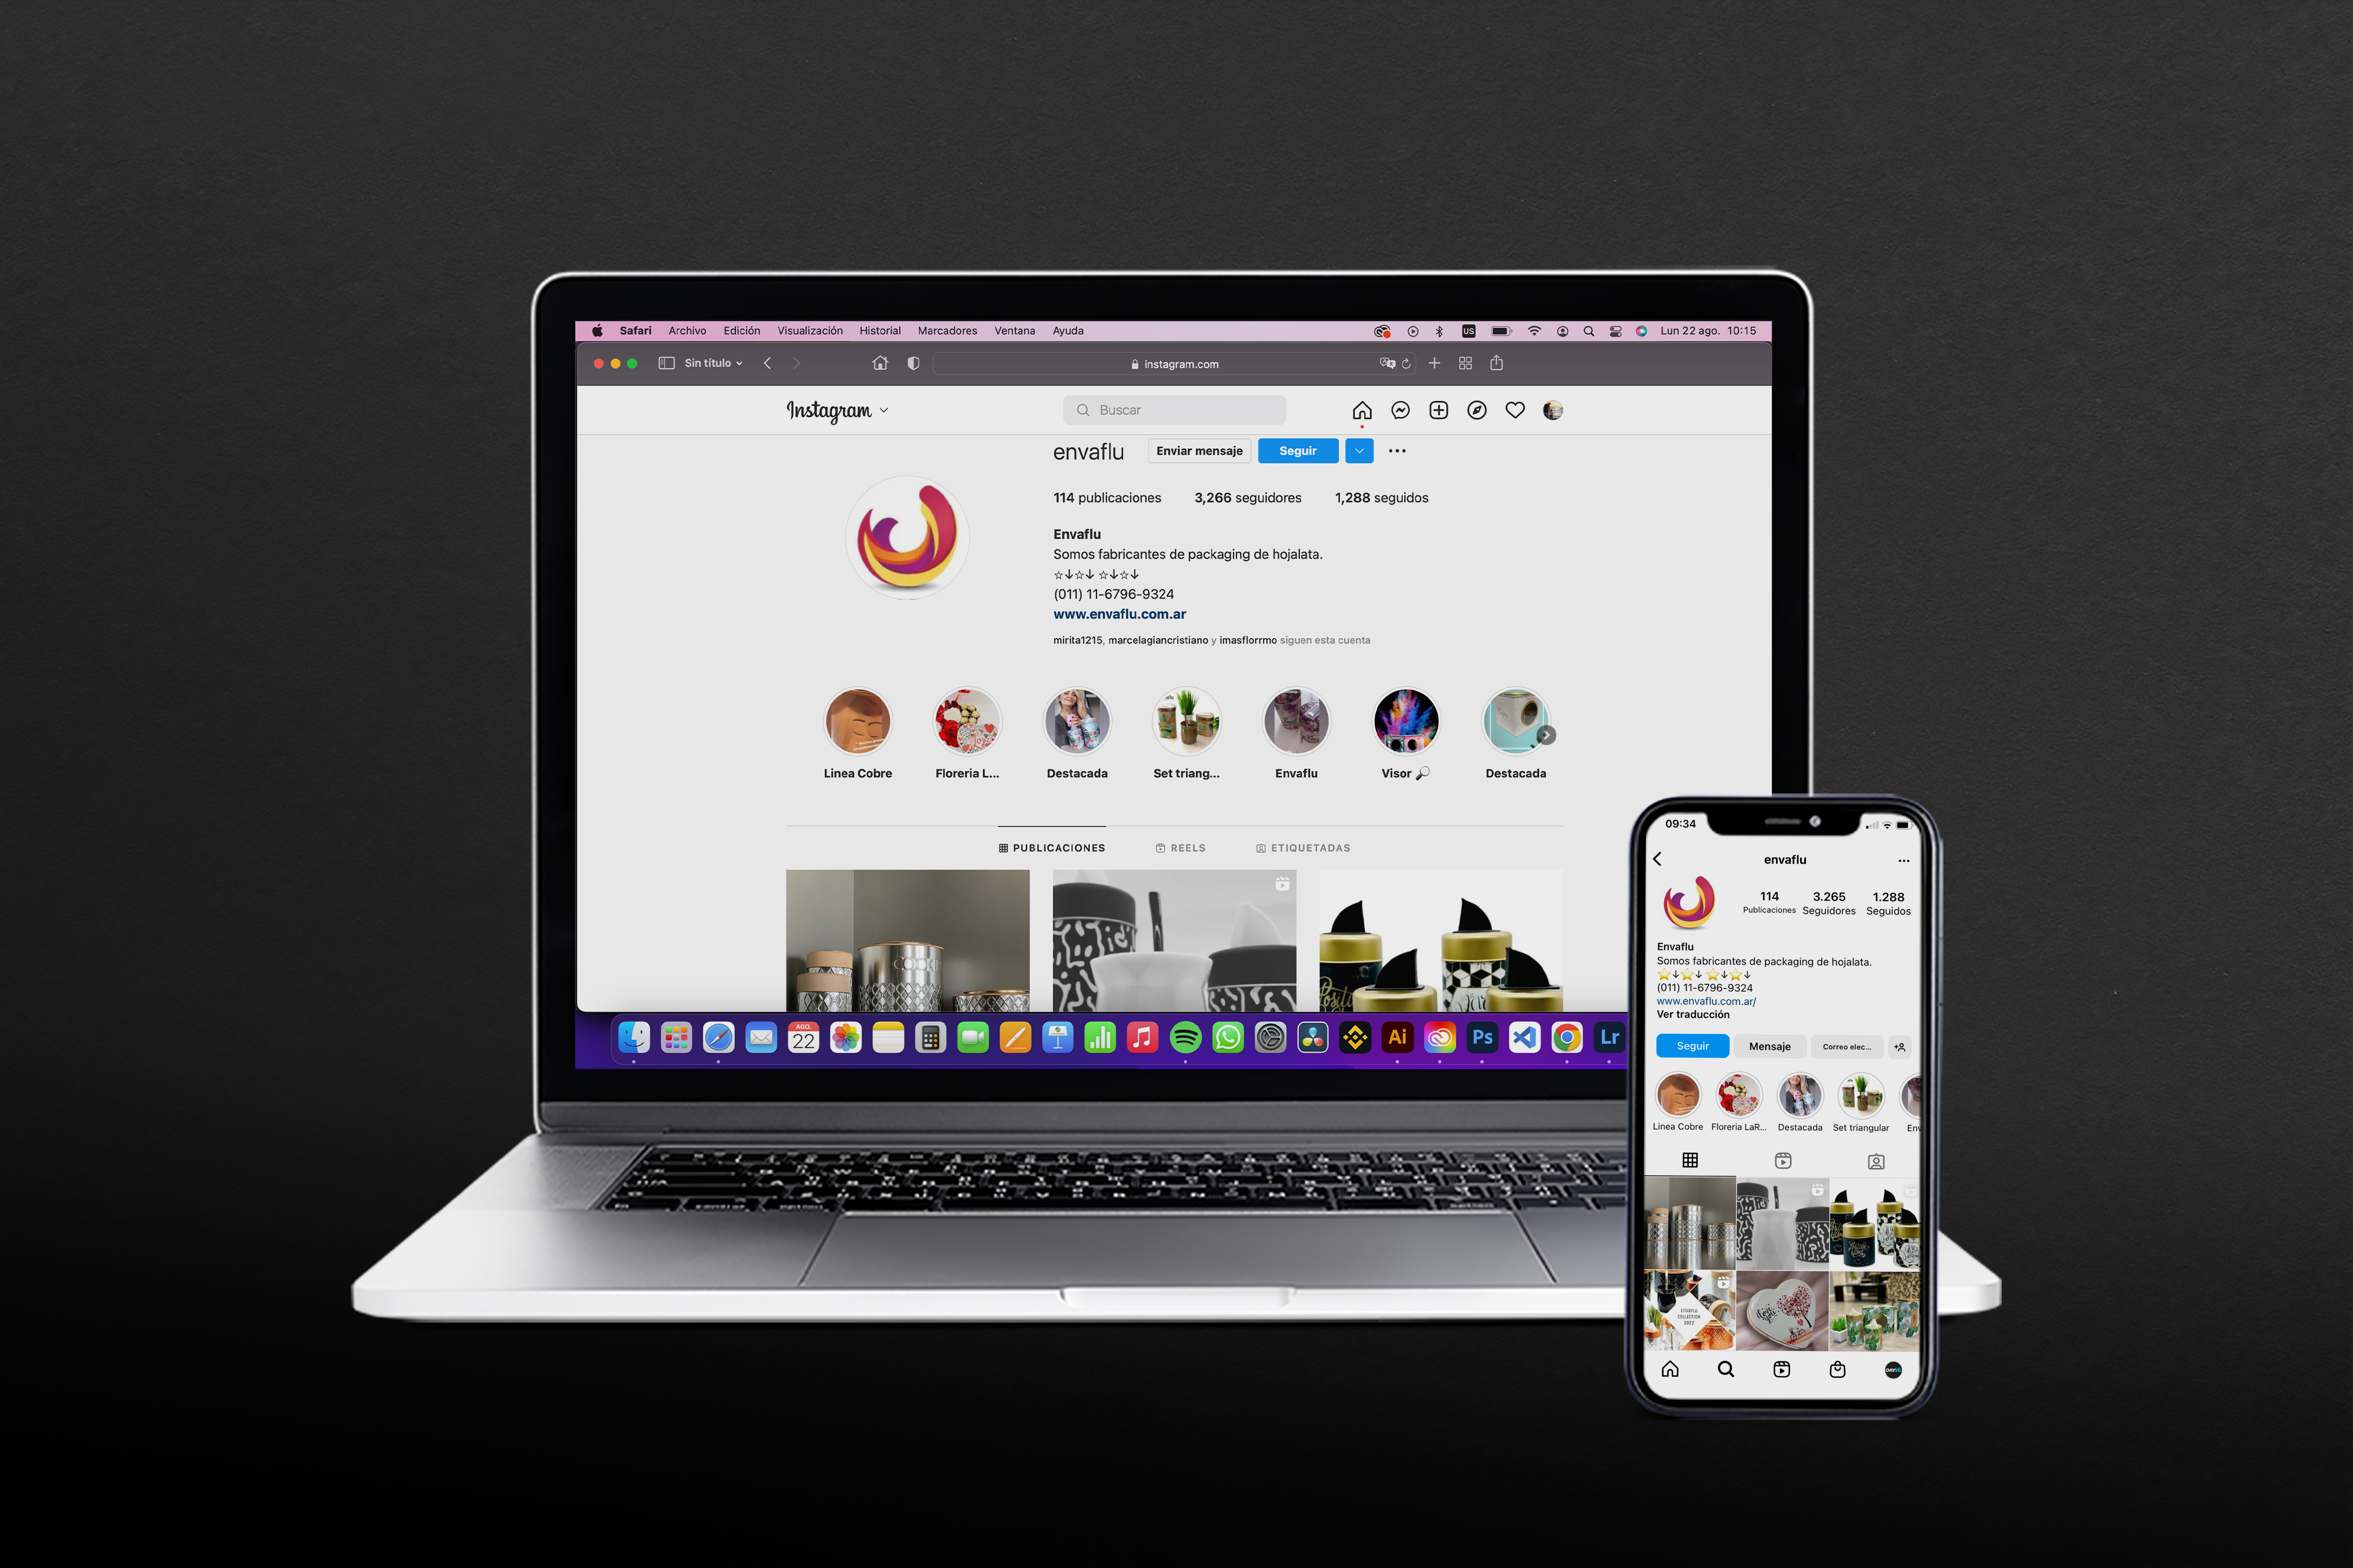 Safari Archivo Edición Visualización Historial Marcadores Ventana Ayuda US Lun 22 ago. 10:15
Sin título instagram.com
Instagram Buscar
envaflu Enviar mensaje Seguir
114 publicaciones 3,266 seguidores 1,288 seguidos
Envaflu
Somos fabricantes de packaging de hojalata.
☆↓☆↓ ☆↓☆↓
(011) 11-6796-9324
www.envaflu.com.ar
mirita1215, marcelagiancristiano y imasflorrmo siguen esta cuenta
Linea Cobre Floreria L... Destacada Set triang... Envaflu Visor 🔎 Destacada
PUBLICACIONES REELS ETIQUETADAS
COOKI
Positi
AGO.
22
Ai Ps Lr
09:34
envaflu
114 3.265 1.288
Publicaciones Seguidores Seguidos
Envaflu
Somos fabricantes de packaging de hojalata.
⭐↓⭐↓ ⭐↓⭐↓
(011) 11-6796-9324
www.envaflu.com.ar/
Ver traducción
Seguir Mensaje Correo elec...
Linea Cobre Floreria LaR... Destacada Set triangular Env
ENVAFLU
COLLECTION
2022